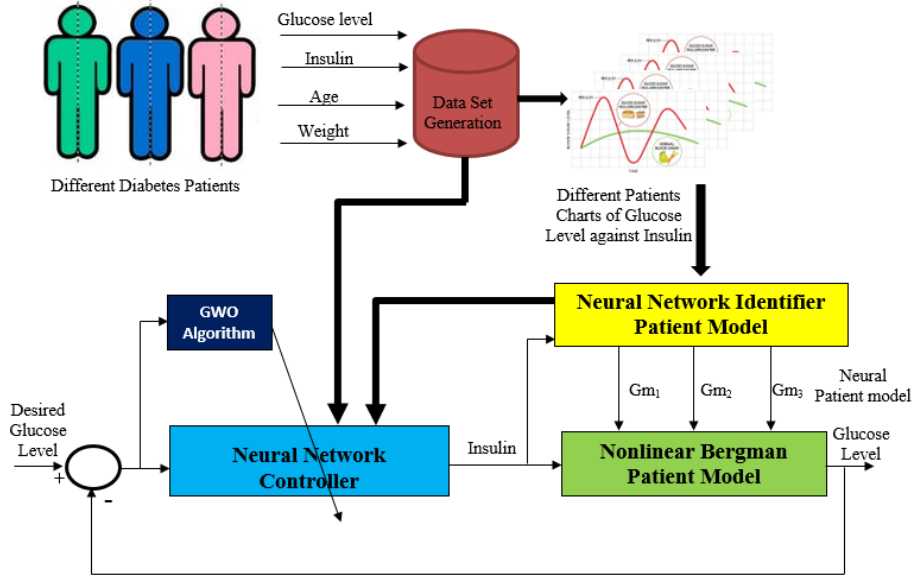 Glucose level
Insulin
Age
Weight
Different Diabetes Patients
Data Set
Generation
Different Patients
Charts of Glucose
Level against Insulin
GWO
Algorithm
Neural Network Identifier
Patient Model
Gm1
Gm2
Gm3
Neural
Patient model
Desired
Glucose
Level
+
-
Neural Network
Controller
Insulin
Nonlinear Bergman
Patient Model
Glucose
Level